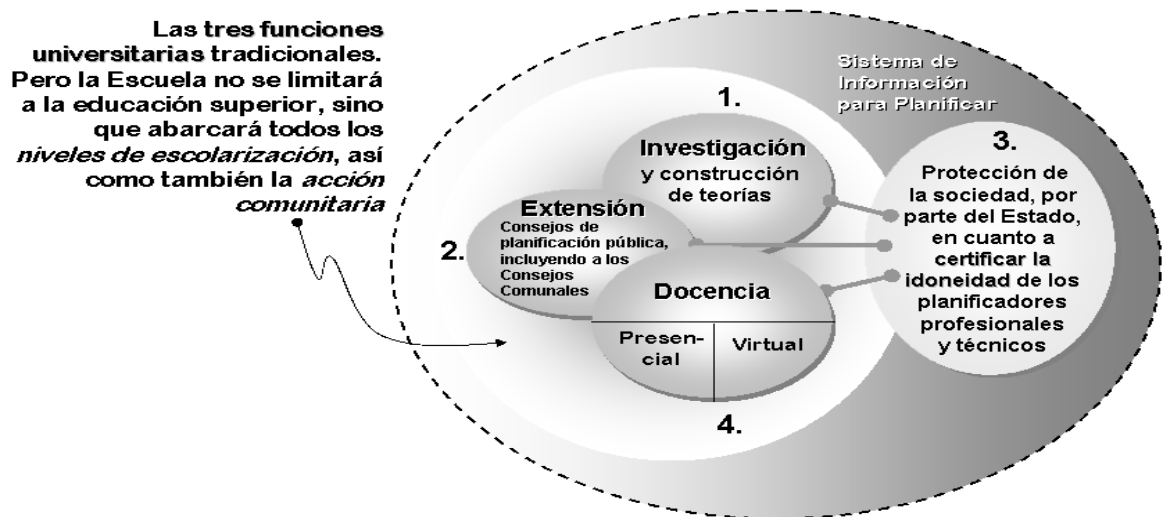 Las tres funciones
universitarias tradicionales.
Pero la Escuela no se limitará
a la educación superior, sino
que abarcará todos los
niveles de escolarización, así
como también la acción
comunitaria
Sistema de
Información
para Planificar
1.
Investigación
y construcción
de teorías
2.
Extensión
Consejos de
planificación pública,
incluyendo a los
Consejos
Comunales
Docencia
Presen-
cial
Virtual
4.
3.
Protección de
la sociedad, por
parte del Estado,
en cuanto a
certificar la
idoneidad de los
planificadores
profesionales
y técnicos